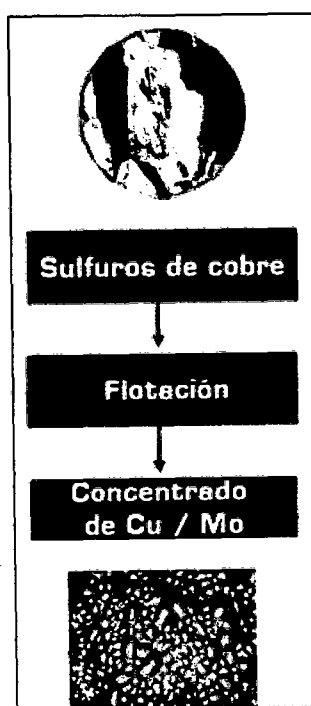 Sulfuros de cobre
Flotación
Concentrado
de Cu / Mo